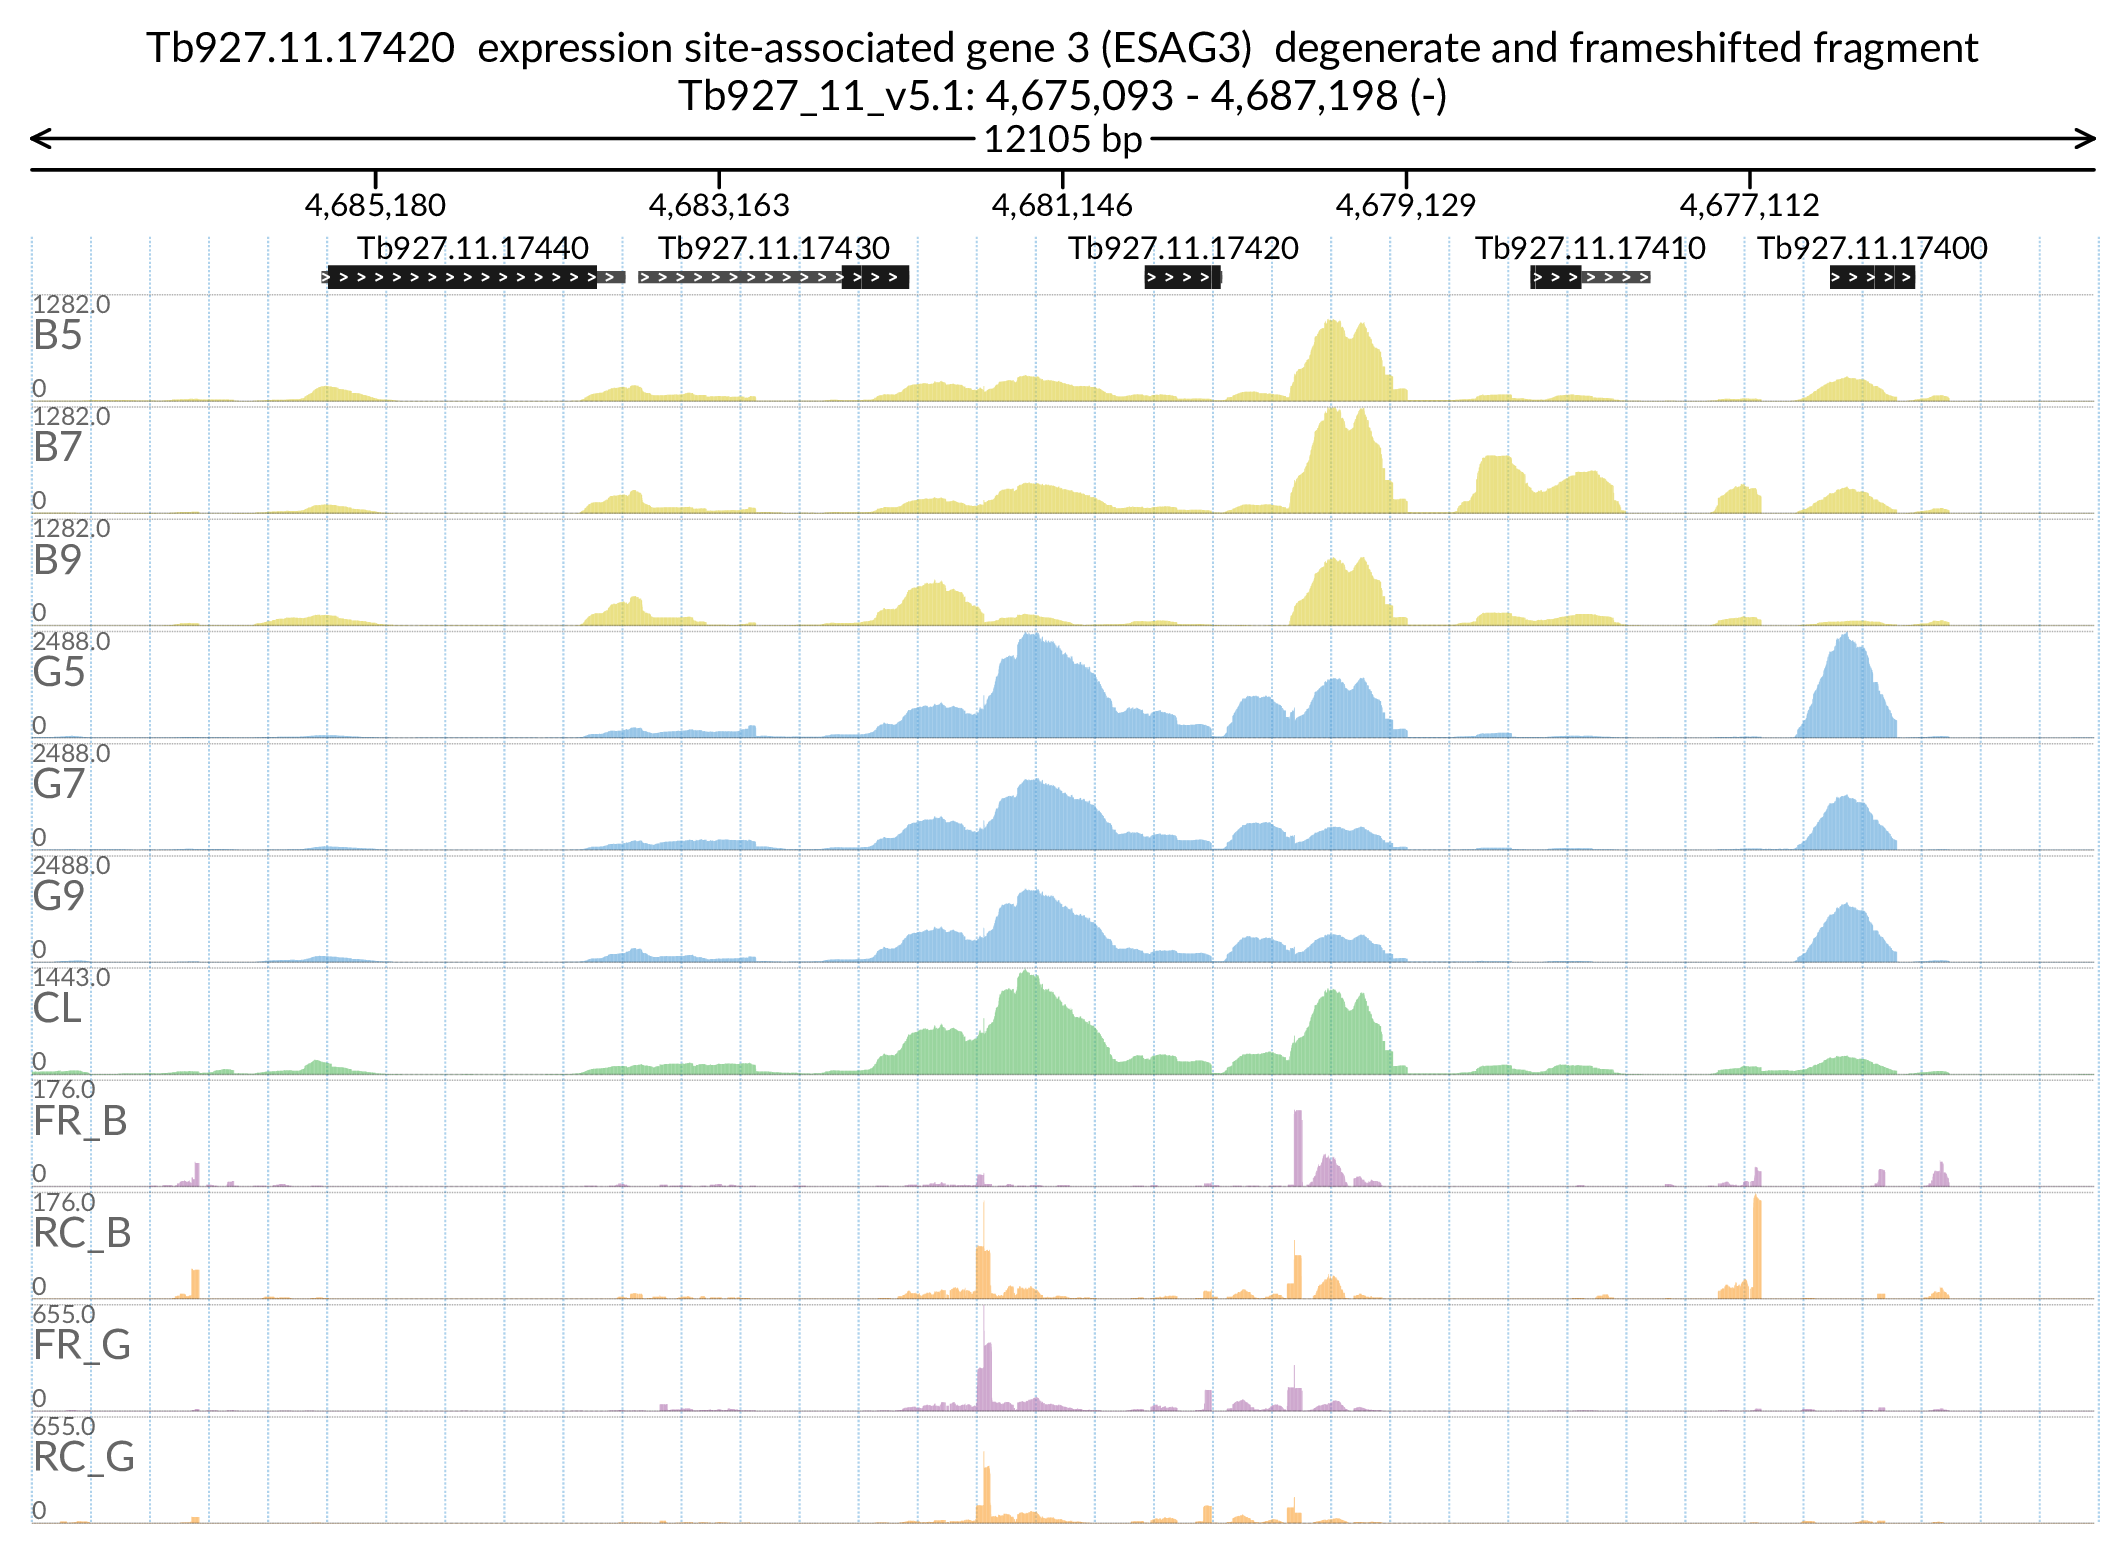 Tb927.11.17420  expression site-associated gene 3 (ESAG3)  degenerate and frameshifted fragment
Tb927_11_v5.1: 4,675,093 - 4,687,198 (-)
12105 bp
4,685,180 4,683,163 4,681,146 4,679,129 4,677,112
Tb927.11.17440 Tb927.11.17430 Tb927.11.17420 Tb927.11.17410 Tb927.11.17400
1282.0
B5
0
1282.0
B7
0
1282.0
B9
0
2488.0
G5
0
2488.0
G7
0
2488.0
G9
0
1443.0
CL
0
176.0
FR_B
0
176.0
RC_B
0
655.0
FR_G
0
655.0
RC_G
0